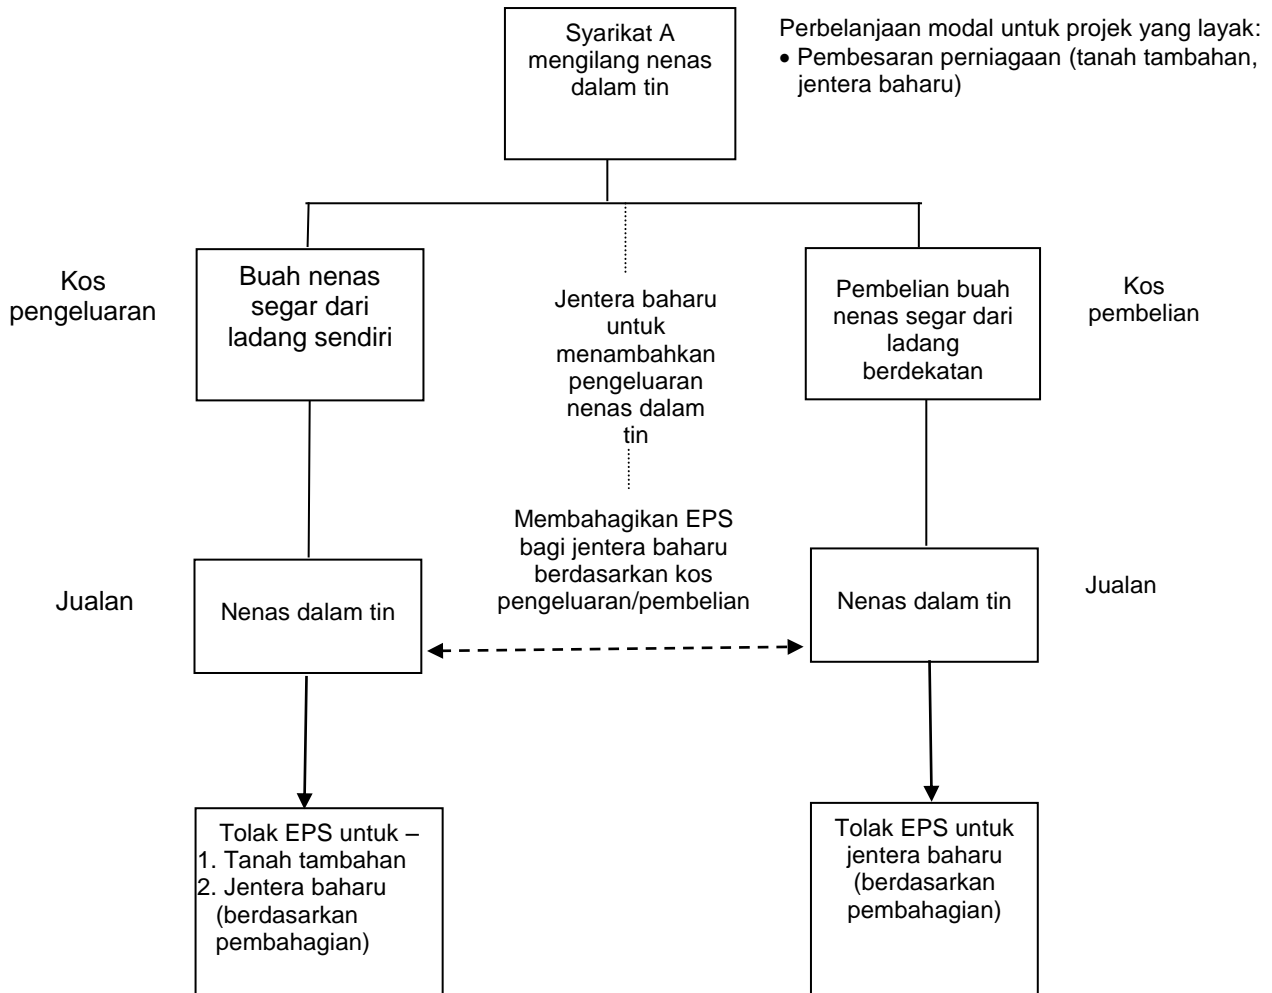 Syarikat A
mengilang nenas
dalam tin
Perbelanjaan modal untuk projek yang layak:
• Pembesaran perniagaan (tanah tambahan,
jentera baharu)
Kos
pengeluaran
Buah nenas
segar dari
ladang sendiri
Jentera baharu
untuk
menambahkan
pengeluaran
nenas dalam
tin
Pembelian buah
nenas segar dari
ladang
berdekatan
Kos
pembelian
Membahagikan EPS
bagi jentera baharu
berdasarkan kos
pengeluaran/pembelian
Jualan
Nenas dalam tin
Nenas dalam tin
Jualan
Tolak EPS untuk –
1. Tanah tambahan
2. Jentera baharu
(berdasarkan
pembahagian)
Tolak EPS untuk
jentera baharu
(berdasarkan
pembahagian)